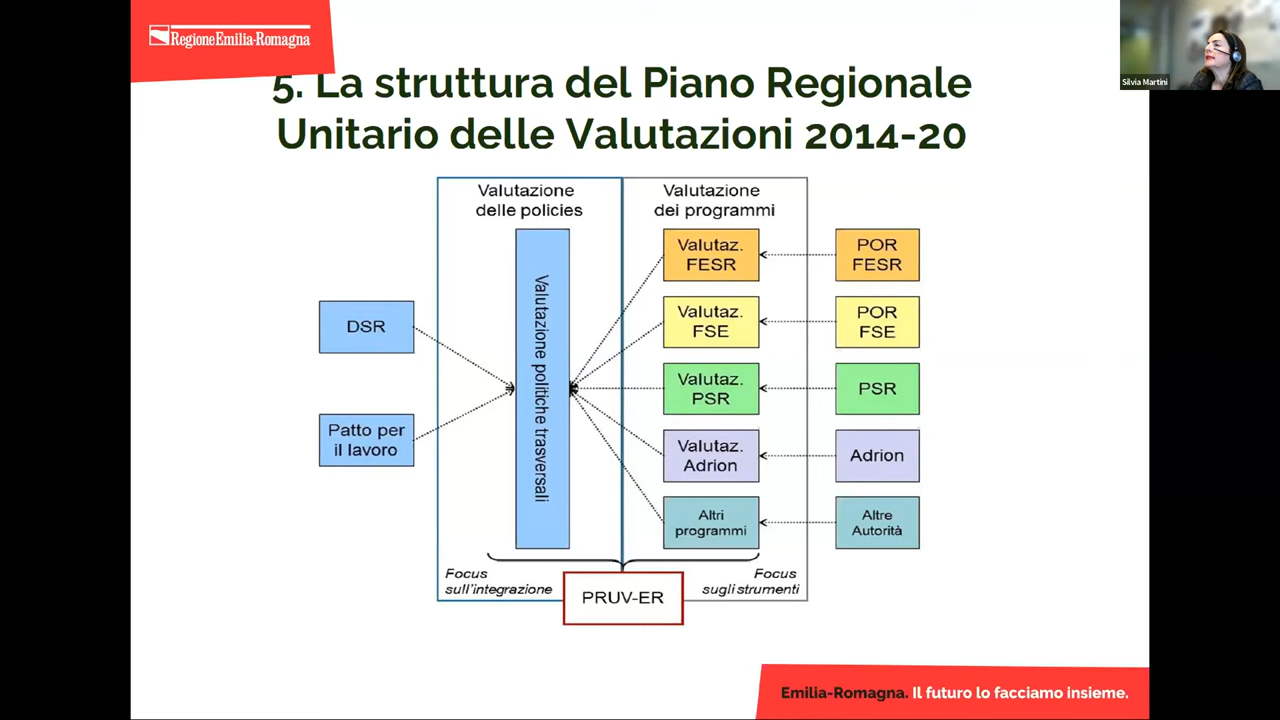 RegioneEmilia-Romagna
Silvia Martini
5. La struttura del Piano Regionale
Unitario delle Valutazioni 2014-20
Valutazione
delle policies
Valutazione
dei programmi
DSR
Patto per
il lavoro
Valutazione politiche trasversali
Valutaz.
FESR
POR
FESR
Valutaz.
FSE
POR
FSE
Valutaz.
PSR
PSR
Valutaz.
Adrion
Adrion
Altri
programmi
Altre
Autorità
Focus
sull'integrazione
PRUV-ER
Focus
sugli strumenti
Emilia-Romagna. Il futuro lo facciamo insieme.